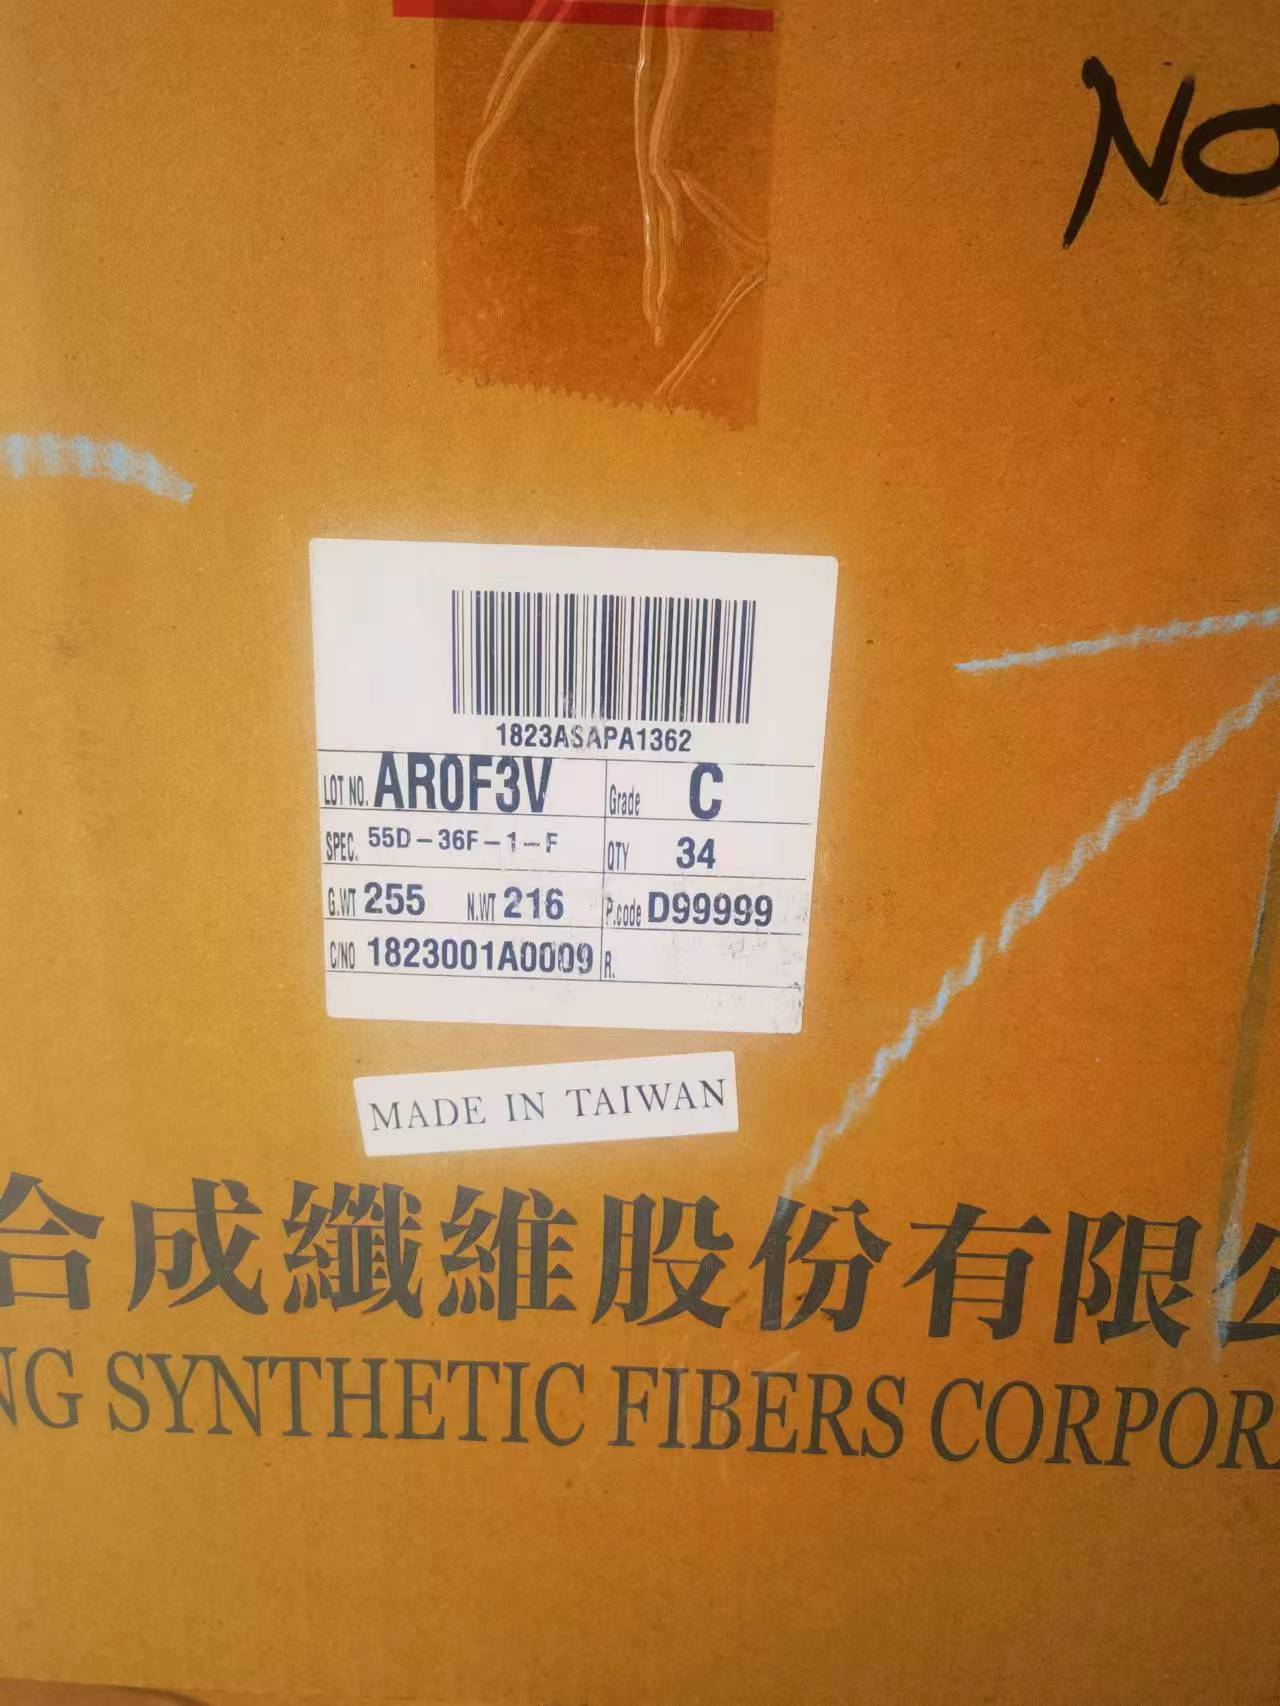 NO
1823ASAPA1362
LOT NO. AR0F3V Grade C
SPEC. 55D-36F-1-F QTY 34
G.WT 255 N.WT 216 P.code D99999
C/NO 1823001A0009 R.
MADE IN TAIWAN
合成纖維股份有限公
NG SYNTHETIC FIBERS CORPOR